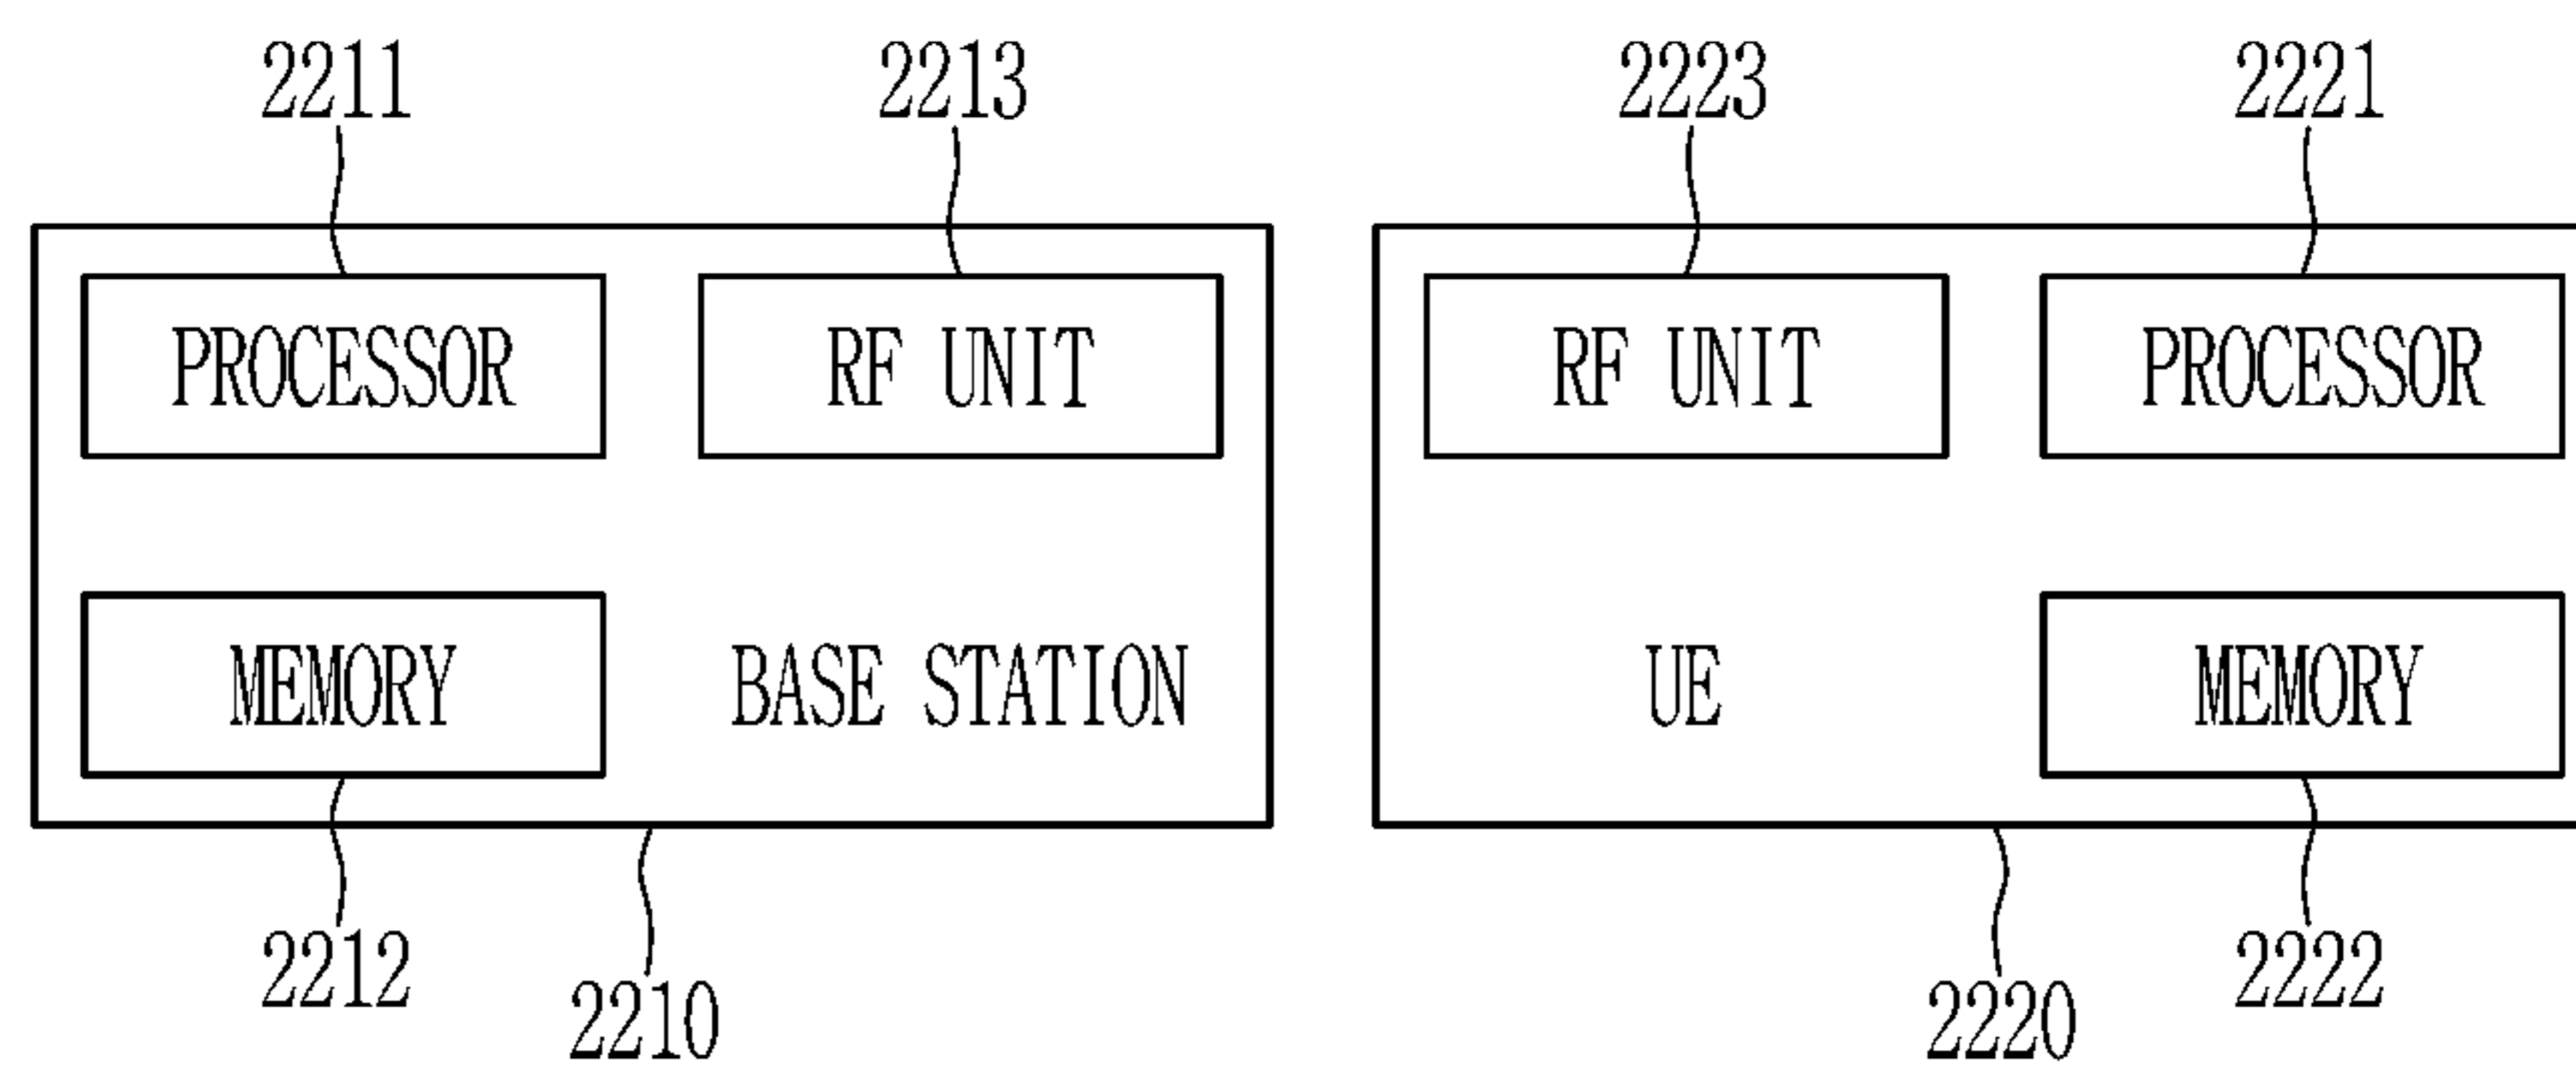 2211 2213 2223 2221
PROCESSOR RF UNIT RF UNIT PROCESSOR
MEMORY BASE STATION UE MEMORY
2212 2222
2210 2220